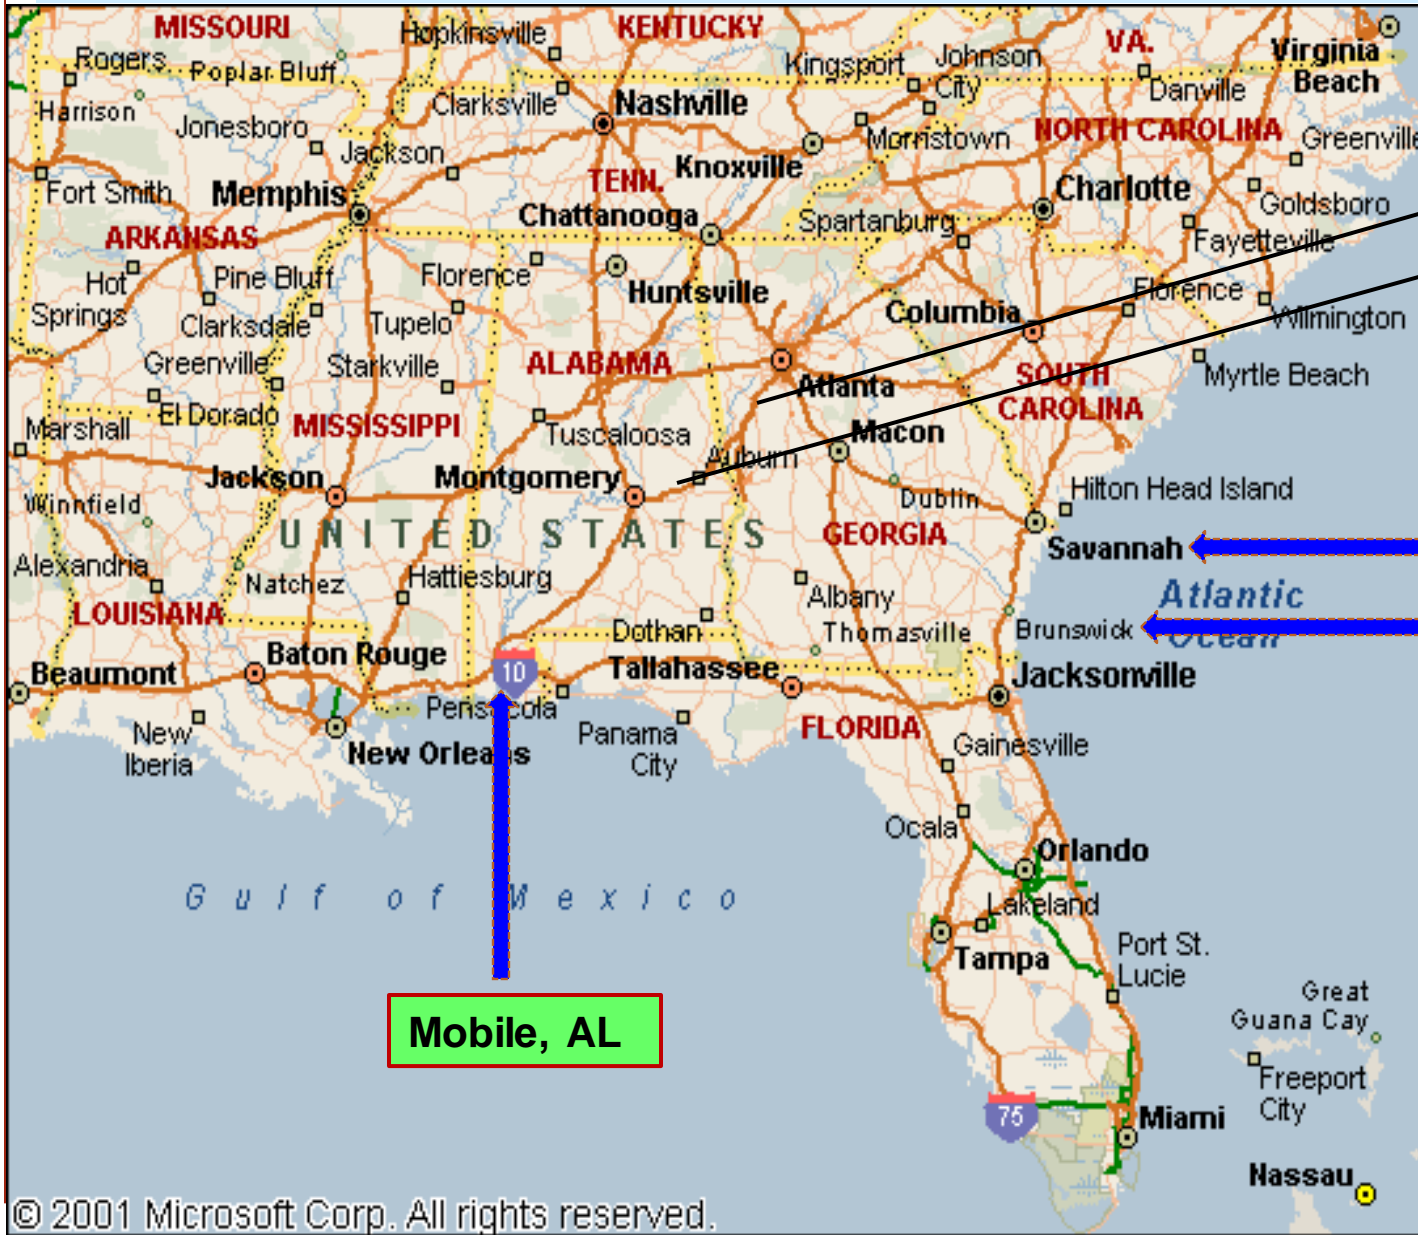 MISSOURI
Hopkinsville
KENTUCKY
VA.
Virginia
Beach
Rogers
Poplar Bluff
Kingsport
Johnson
City
Danville
Harrison
Clarksville
Nashville
Jonesboro
Morristown
NORTH CAROLINA
Greenville
Jackson
Knoxville
Fort Smith
Memphis
TENN.
Charlotte
Goldsboro
Chattanooga
Spartanburg
Fayetteville
ARKANSAS
Hot
Springs
Pine Bluff
Florence
Huntsville
Florence
Clarksdale
Tupelo
Columbia
Wilmington
Greenville
Starkville
ALABAMA
Atlanta
SOUTH
CAROLINA
Myrtle Beach
El Dorado
MISSISSIPPI
Marshall
Tuscaloosa
Macon
Auburn
Jackson
Montgomery
Dublin
Hilton Head Island
Winnfield
UNITED STATES
GEORGIA
Savannah
Alexandria
Natchez
Hattiesburg
Albany
Atlantic
Ocean
LOUISIANA
Dothan
Thomasville
Brunswick
Beaumont
Baton Rouge
10
Tallahassee
Jacksonville
Pensacola
New
Iberia
New Orleans
Panama
City
FLORIDA
Gainesville
Ocala
Orlando
Gulf of Mexico
Lakeland
Tampa
Port St.
Lucie
Mobile, AL
Great
Guana Cay
Freeport
City
75
Miami
Nassau
© 2001 Microsoft Corp. All rights reserved.